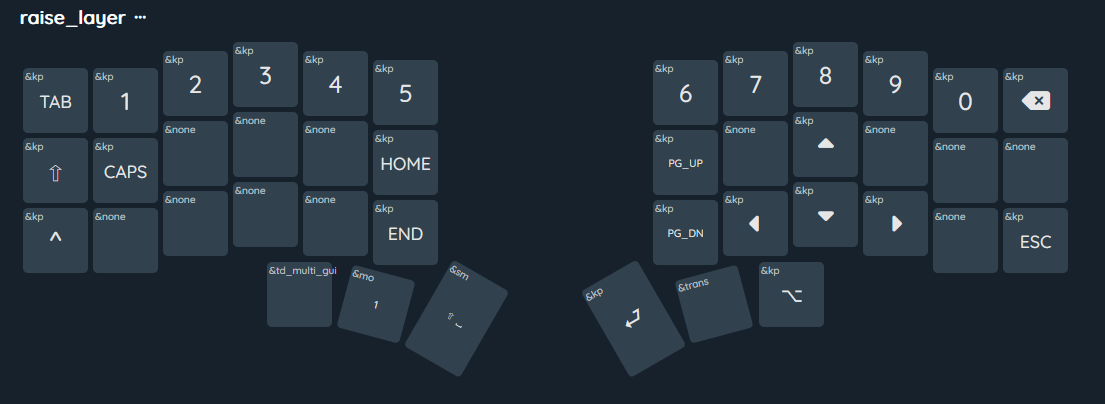 raise_layer ···
&kp TAB
&kp 1
&kp 2
&kp 3
&kp 4
&kp 5
&kp 6
&kp 7
&kp 8
&kp 9
&kp 0
&kp ⌫
&kp ⇧
&kp CAPS
&none
&none
&none
&kp HOME
&kp PG_UP
&none
&kp ▲
&none
&none
&none
&kp ^
&none
&none
&none
&none
&kp END
&kp PG_DN
&kp ◀
&kp ▼
&kp ▶
&none
&kp ESC
&td_multi_gui
&mo 1
&sm ⇧ ⎵
&kp ⏎
&trans
&kp ⌥